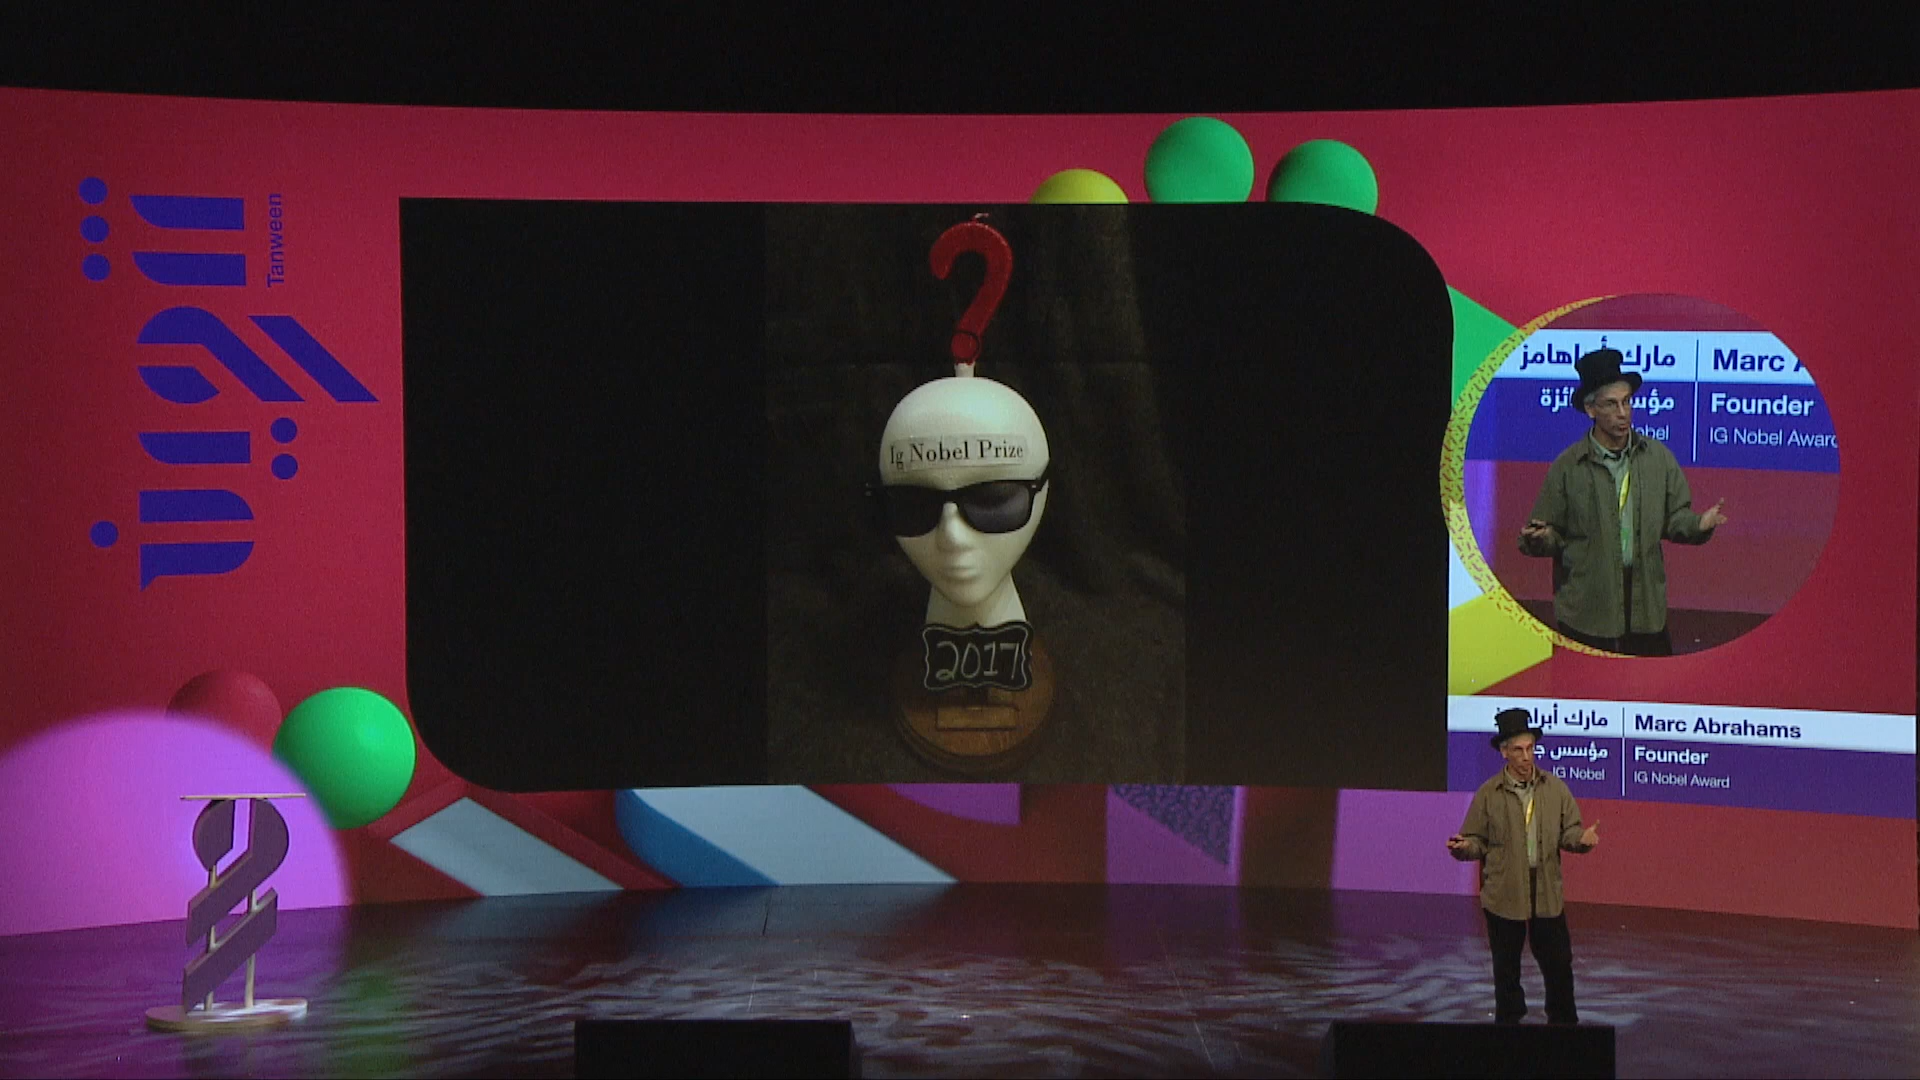 تنوين
Tanween
Ig Nobel Prize
2017
مارك
Marc
Founder
IG Nobel Award
مارك
Marc Abrahams
مؤسس
Founder
IG Nobel
IG Nobel Award